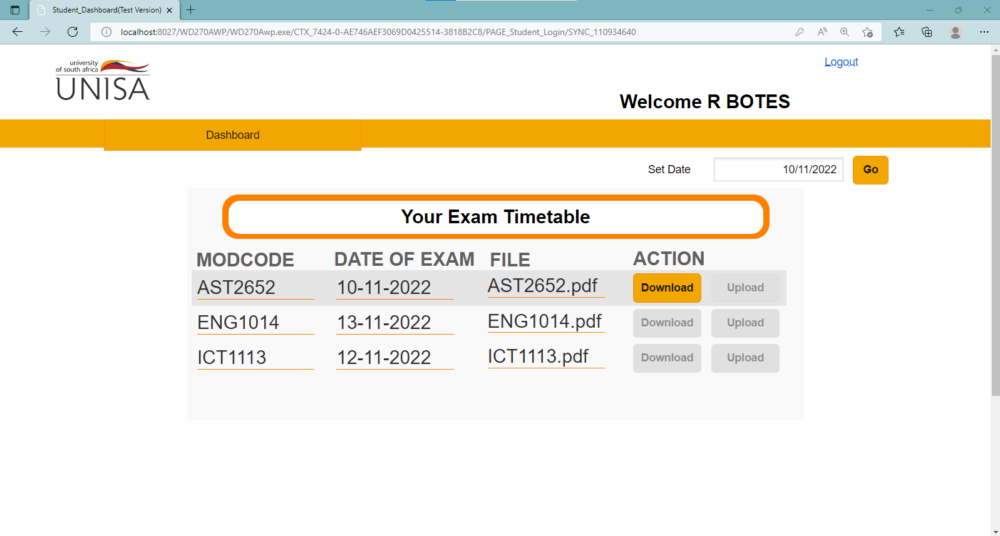 Student_Dashboard(Test Version)
localhost:8027/WD270AWP/WD270Awp.exe/CTX_7424-0-AE746AEF3069D0425514-3818B2C8/PAGE_Student_Login/SYNC_110934640
university
of south africa
UNISA
Logout
Welcome R BOTES
Dashboard
Set Date 10/11/2022 Go
Your Exam Timetable
MODCODE DATE OF EXAM FILE ACTION
AST2652 10-11-2022 AST2652.pdf Download Upload
ENG1014 13-11-2022 ENG1014.pdf Download Upload
ICT1113 12-11-2022 ICT1113.pdf Download Upload